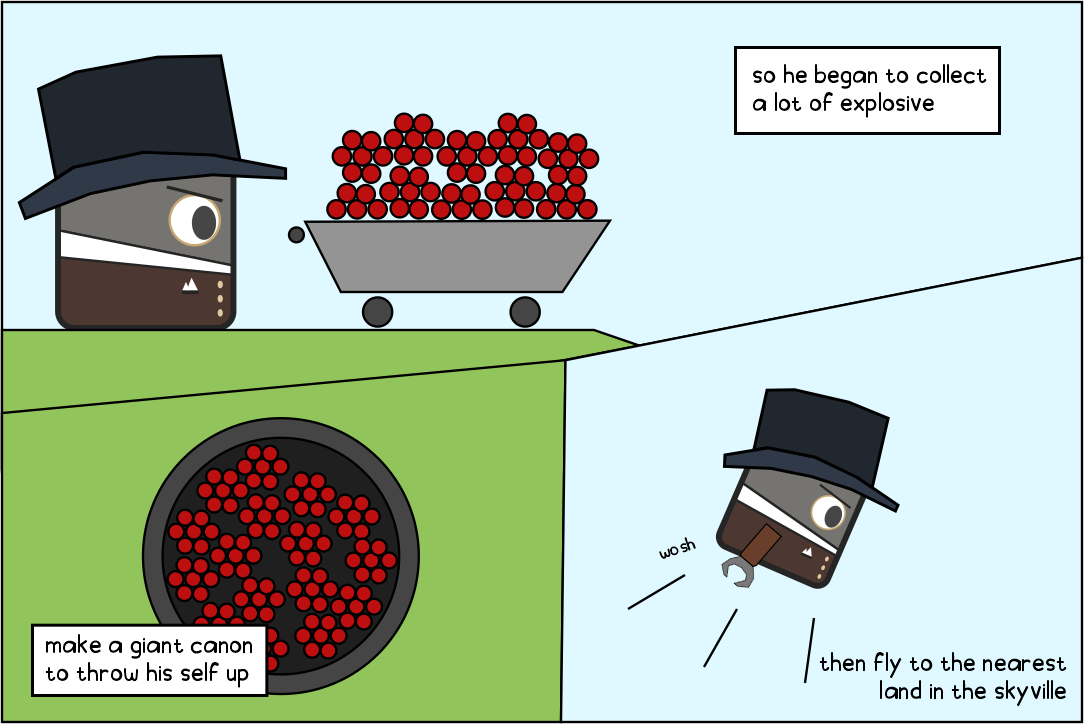 so he began to collect
a lot of explosive
make a giant canon
to throw his self up
wosh
then fly to the nearest
land in the skyville